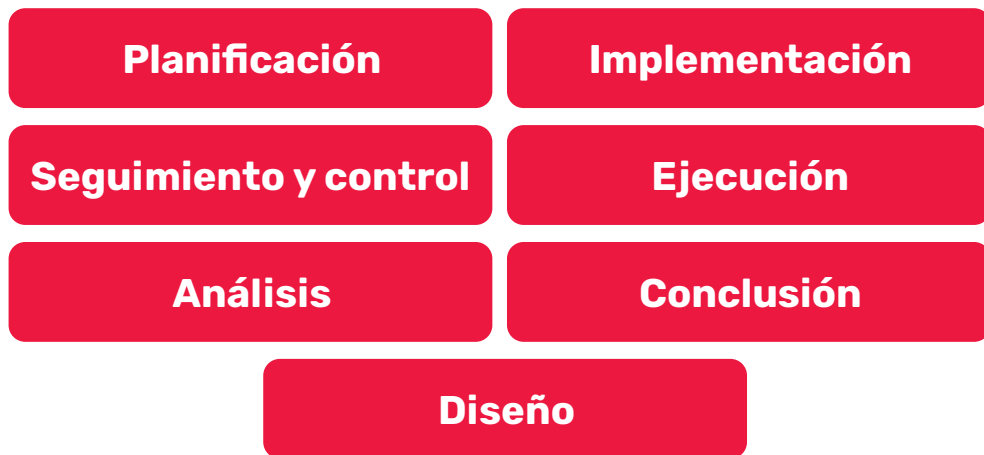 Planificación
Implementación
Seguimiento y control
Ejecución
Análisis
Conclusión
Diseño